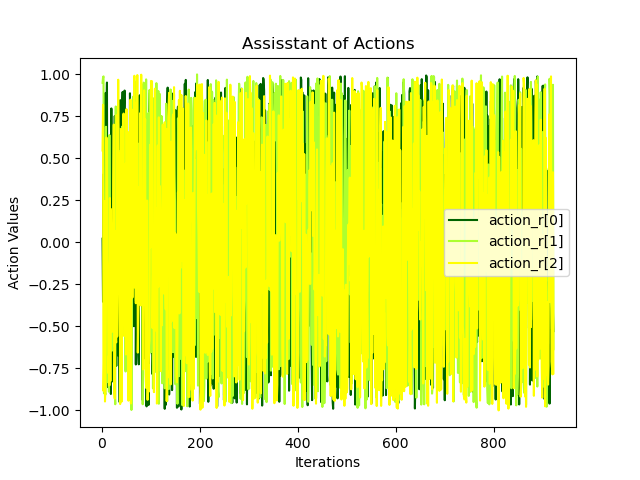 Assisstant of Actions
1.00
0.75
0.50
0.25
0.00
−0.25
−0.50
−0.75
−1.00
Action Values
action_r[0]
action_r[1]
action_r[2]
0 200 400 600 800
Iterations